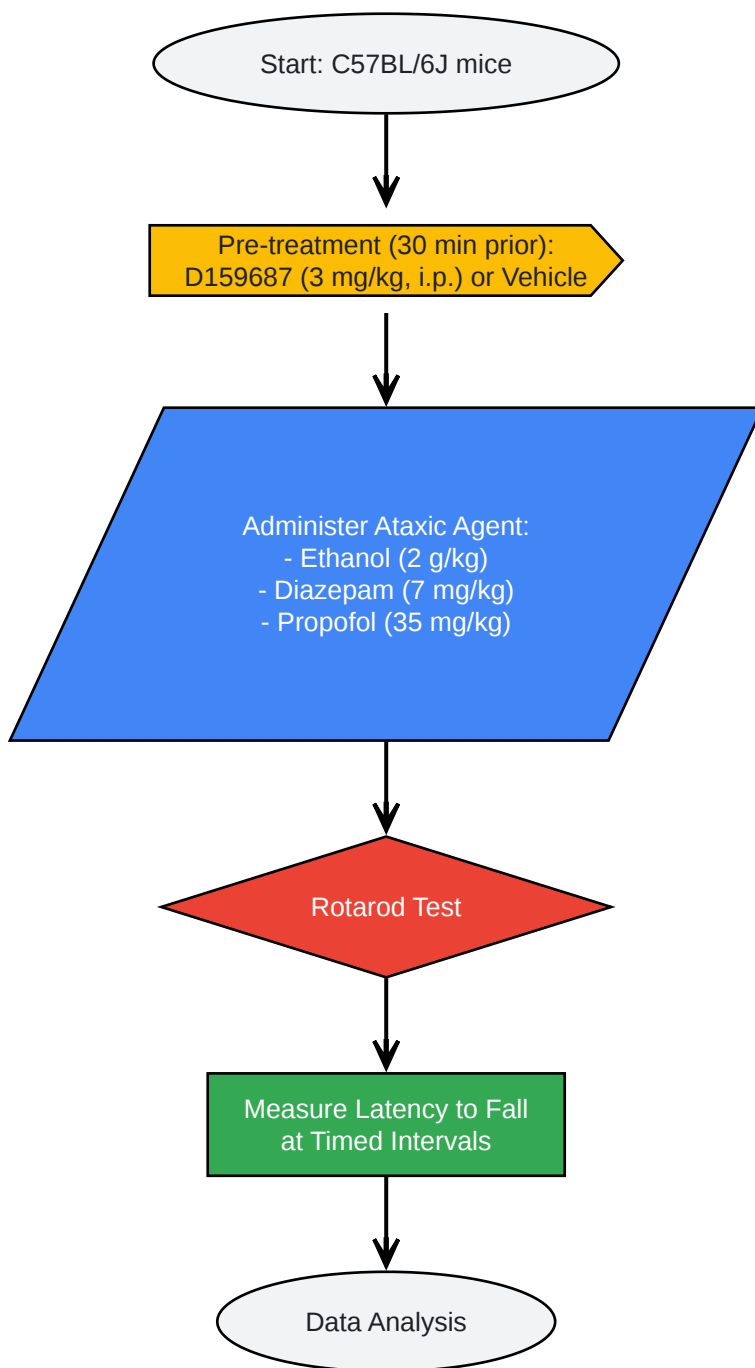 Start: C57BL/6J mice
Pre-treatment (30 min prior):
D159687 (3 mg/kg, i.p.) or Vehicle
Administer Ataxic Agent:
- Ethanol (2 g/kg)
- Diazepam (7 mg/kg)
- Propofol (35 mg/kg)
Rotarod Test
Measure Latency to Fall
at Timed Intervals
Data Analysis